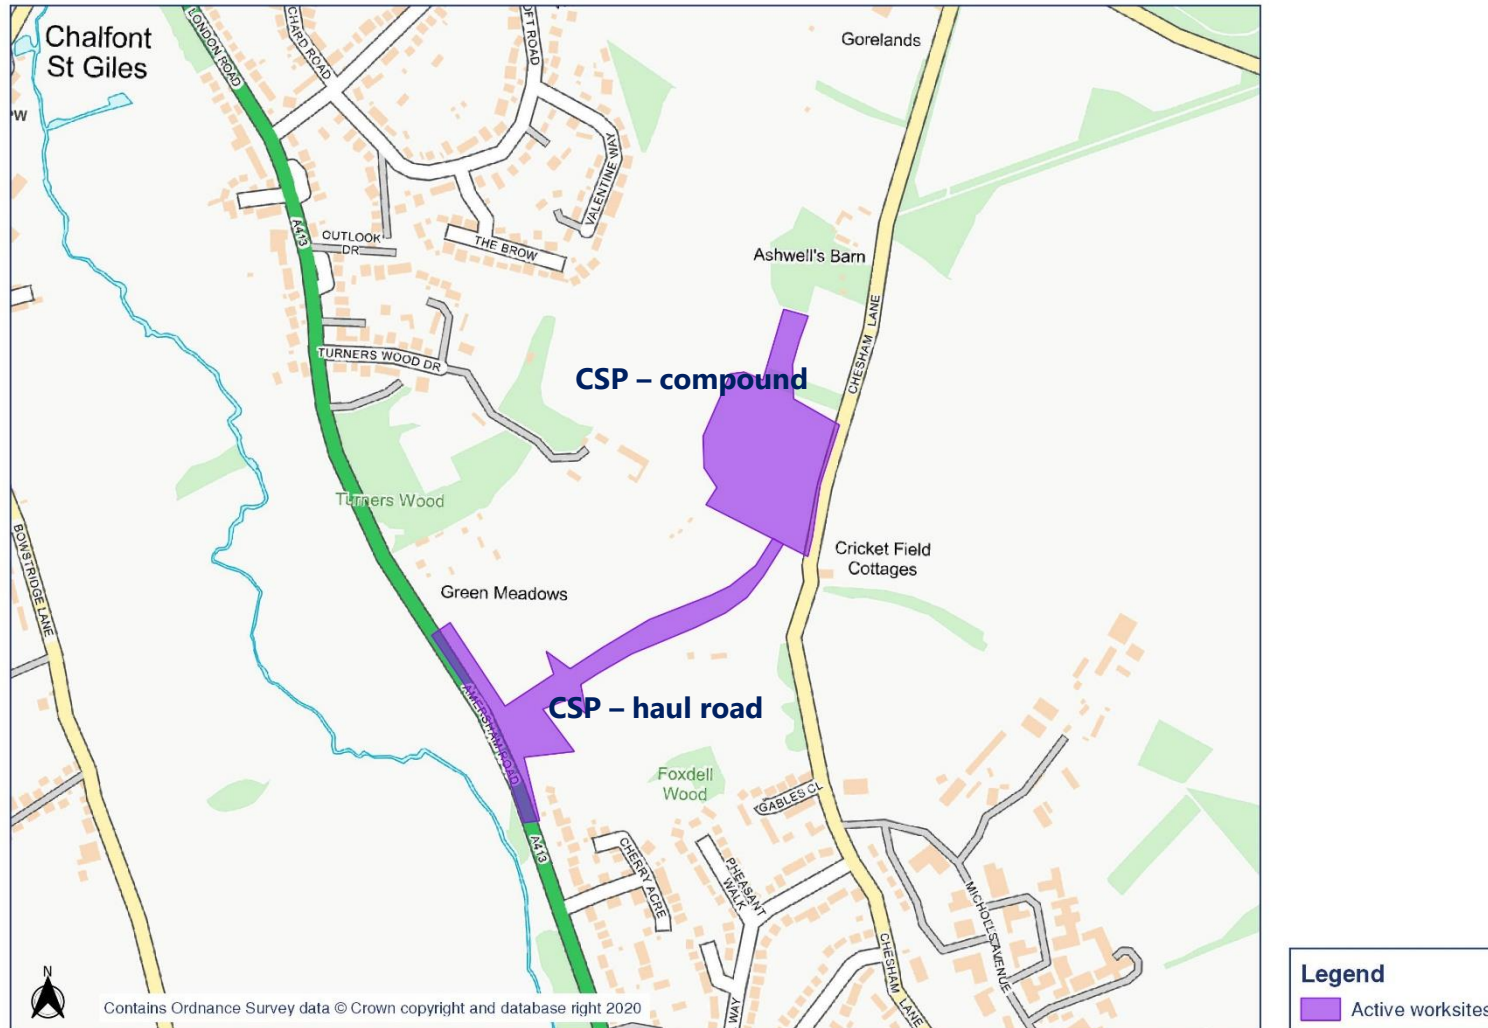 Chalfont
St Giles
LONDON ROAD
CHARD ROAD
OFT ROAD
Gorelands
PW
VALENTINE WAY
A413
OUTLOOK
DR
THE BROW
Ashwell's Barn
CHESHAM LANE
TURNERS WOOD DR
CSP – compound
Turners Wood
BOWSTRIDGE LANE
Cricket Field
Cottages
Green Meadows
AMERSHAM ROAD
CSP – haul road
Foxdell
Wood
GABLES CL
A413
CHERRY ACRE
PHEASANT
WALK
MICHOLLS AVENUE
CHESHAM LANE
WAY
N
Contains Ordnance Survey data © Crown copyright and database right 2020
Legend
Active worksites